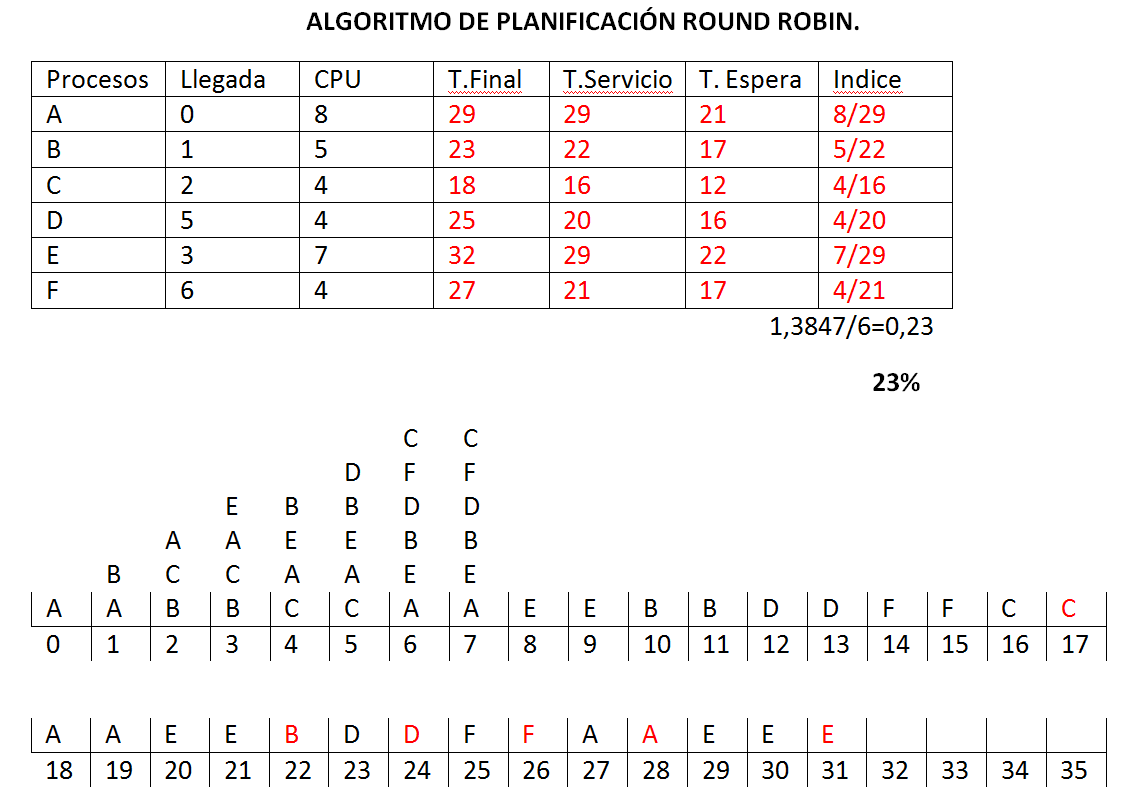 ALGORITMO DE PLANIFICACIÓN ROUND ROBIN.
Procesos Llegada CPU T.Final T.Servicio T. Espera Indice
A 0 8 29 29 21 8/29
B 1 5 23 22 17 5/22
C 2 4 18 16 12 4/16
D 5 4 25 20 16 4/20
E 3 7 32 29 22 7/29
F 6 4 27 21 17 4/21
1,3847/6=0,23
23%
C C
D F F
E B B D D
A A E E B B
B C C A A E E
A A B B C C A A E E B B D D F F C C
0 1 2 3 4 5 6 7 8 9 10 11 12 13 14 15 16 17
A A E E B D D F F A A E E E
18 19 20 21 22 23 24 25 26 27 28 29 30 31 32 33 34 35